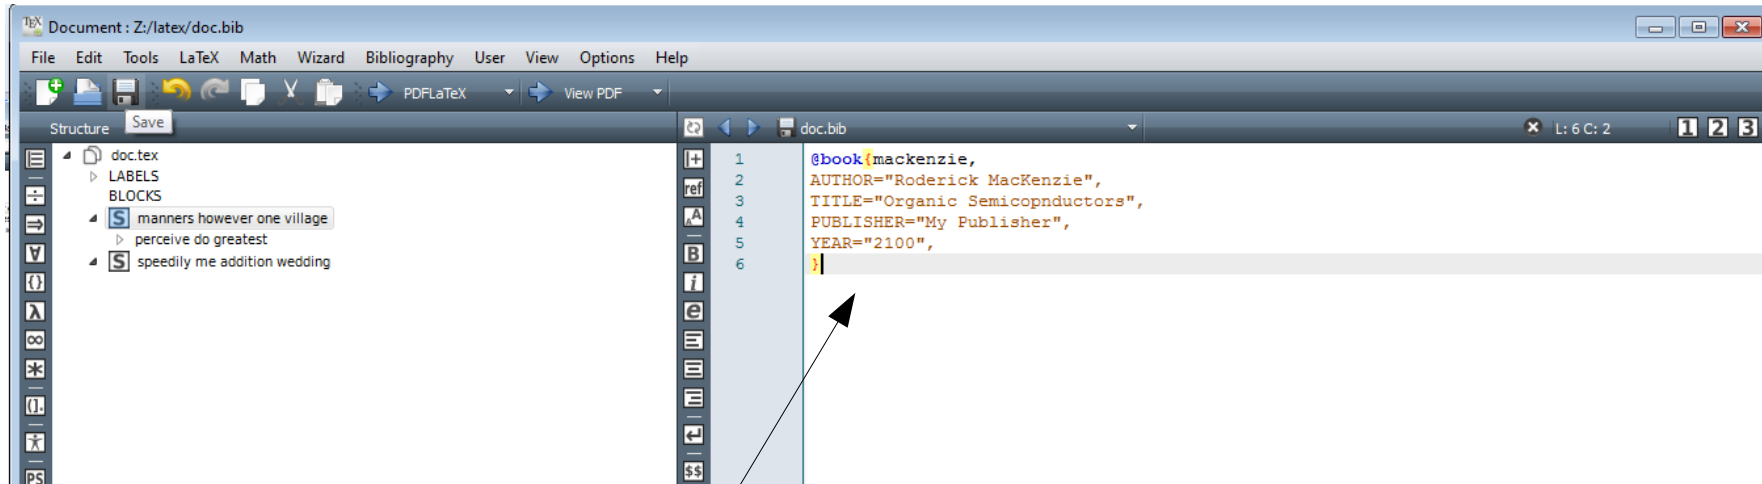 Document : Z:/latex/doc.bib
File Edit Tools LaTeX Math Wizard Bibliography User View Options Help
PDFLaTeX View PDF
Save
Structure
doc.bib
L: 6 C: 2
1 2 3
doc.tex
LABELS
BLOCKS
S manners however one village
perceive do greatest
S speedily me addition wedding
ref
AA
B
i
e
$$
{}
λ
∞
(].
PS
1 @book{mackenzie,
2 AUTHOR="Roderick MacKenzie",
3 TITLE="Organic Semicopnductors",
4 PUBLISHER="My Publisher",
5 YEAR="2100",
6 }